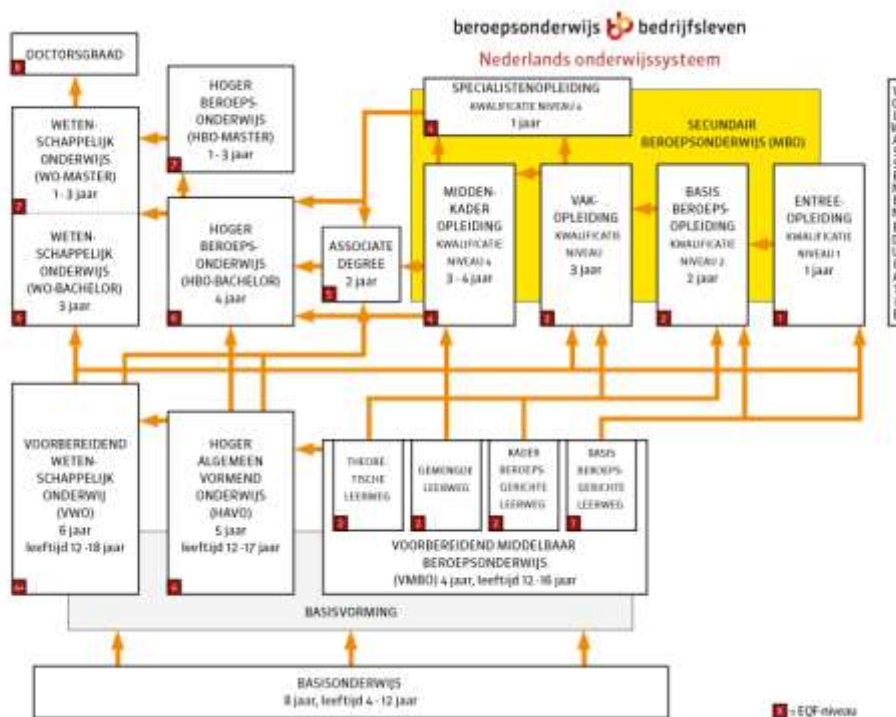 beroepsonderwijs bb bedrijfsleven
Nederlands onderwijssysteem
DOCTORSGRAAD
8
HOGER
BEROEPS-
ONDERWIJS
(HBO-MASTER)
1 - 3 jaar
7
WETEN-
SCHAPPELIJK
ONDERWIJS
(WO-MASTER)
1 - 3 jaar
7
WETEN-
SCHAPPELIJK
ONDERWIJS
(WO-BACHELOR)
3 jaar
6
HOGER
BEROEPS-
ONDERWIJS
(HBO-BACHELOR)
4 jaar
6
ASSOCIATE
DEGREE
2 jaar
5
SPECIALISTENOPLEIDING
KWALIFICATIE NIVEAU 4
1 jaar
4
SECUNDAIR
BEROEPSONDERWIJS (MBO)
MIDDEN-
KADER
OPLEIDING
KWALIFICATIE
NIVEAU 4
3 - 4 jaar
4
VAK-
OPLEIDING
KWALIFICATIE
NIVEAU
3 jaar
3
BASIS
BEROEPS-
OPLEIDING
KWALIFICATIE
NIVEAU 2
2 jaar
2
ENTREE-
OPLEIDING
KWALIFICATIE
NIVEAU 1
1 jaar
1
VOORBEREIDEND
WETEN-
SCHAPPELIJK
ONDERWIJ
(VWO)
6 jaar
leeftijd 12 -18 jaar
4+
HOGER
ALGEMEEN
VORMEND
ONDERWIJS
(HAVO)
5 jaar
leeftijd 12 -17 jaar
4
THEORE-
TISCHE
LEERWEG
2
GEMENGDE
LEERWEG
2
KADER
BEROEPS-
GERICHTE
LEERWEG
2
BASIS
BEROEPS-
GERICHTE
LEERWEG
1
VOORBEREIDEND MIDDELBAAR
BEROEPSONDERWIJS
(VMBO) 4 jaar, leeftijd 12 -16 jaar
BASISVORMING
BASISONDERWIJS
8 jaar, leeftijd 4 - 12 jaar
= EQF-niveau